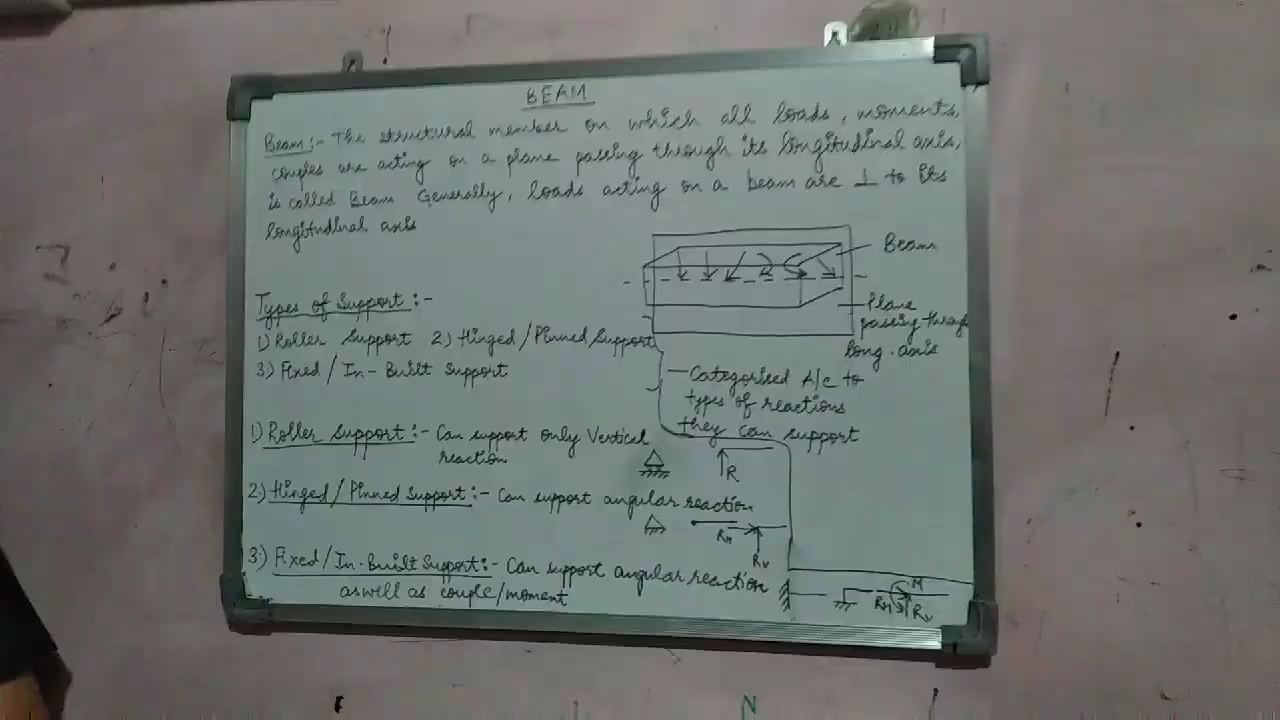 BEAM
Beam:- The structural member on which all loads, moments,
couples are acting on a plane passing through its longitudinal axis,
is called Beam Generally, loads acting on a beam are ⊥ to its
longitudinal axis
Beam
Plane
passing through
long. axis
Types of Support:-
1) Roller Support 2) Hinged/Pinned Support
3) Fixed/In-Built Support
-Categorised A/c to
types of reactions
they can support
1) Roller Support:- Can support only Vertical
reaction
R
2) Hinged/Pinned Support:- Can support angular reaction
RH
RV
3) Fixed/In-Built Support:- Can support angular reaction
aswell as couple/moment
M
RH RV
N